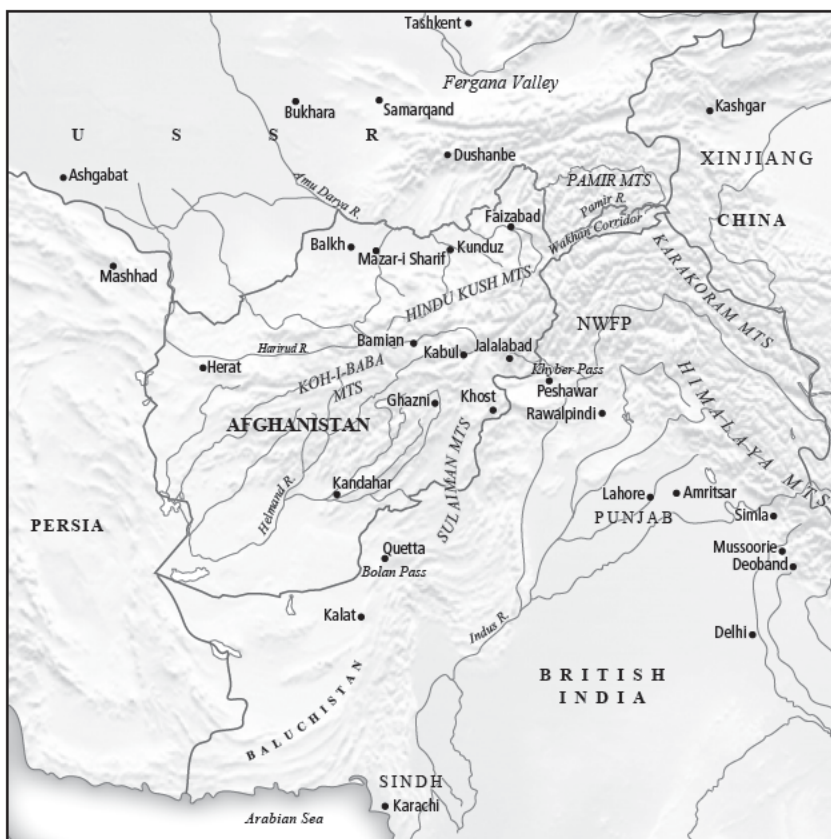 Tashkent
Fergana Valley
Bukhara
Samarqand
Kashgar
U S S R
Dushanbe
XINJIANG
Ashgabat
PAMIR MTS
Amu Darya R.
Pamir R.
Faizabad
Wakhan Corridor
CHINA
Balkh
Mazar-i Sharif
Kunduz
Mashhad
KARAKORAM MTS
HINDU KUSH MTS
NWFP
Harirud R.
Bamian
Kabul
Jalalabad
Herat
KOH-I-BABA
MTS
Khyber Pass
Peshawar
HIMALAYA MTS
Ghazni
Khost
Rawalpindi
AFGHANISTAN
SULAIMAN MTS
Kandahar
Helmand R.
Lahore
Amritsar
PUNJAB
Simla
PERSIA
Quetta
Bolan Pass
Mussoorie
Deoband
Kalat
Indus R.
Delhi
BRITISH
INDIA
BALUCHISTAN
SINDH
Karachi
Arabian Sea